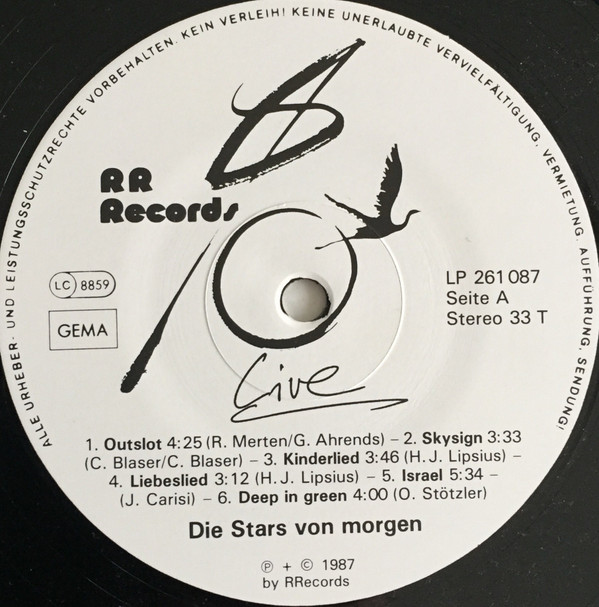 ALLE URHEBER- UND LEISTUNGSSCHUTZRECHTE VORBEHALTEN. KEIN VERLEIH! KEINE UNERLAUBTE VERVIELFÄLTIGUNG, VERMIETUNG, AUFFÜHRUNG, SENDUNG!
RR
Records
LC 8859
GEMA
LP 261 087
Seite A
Stereo 33 T
Live
1. Outslot 4:25 (R. Merten/G. Ahrends) – 2. Skysign 3:33
(C. Blaser/C. Blaser) – 3. Kinderlied 3:46 (H. J. Lipsius) –
4. Liebeslied 3:12 (H. J. Lipsius) – 5. Israel 5:34 –
(J. Carisi) – 6. Deep in green 4:00 (O. Stötzler)
Die Stars von morgen
℗ + © 1987
by RRecords